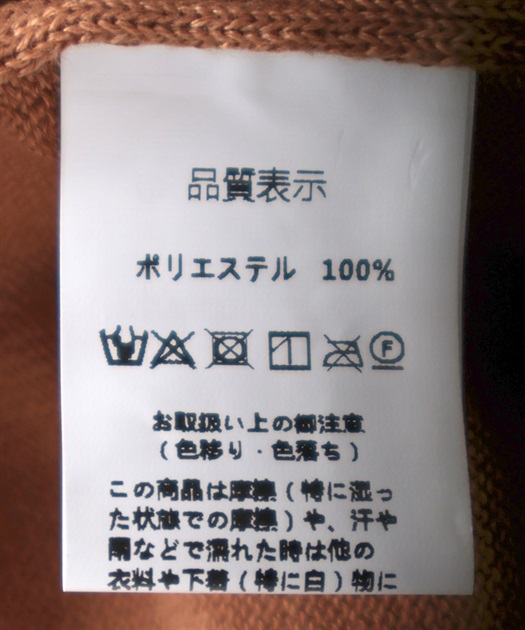 品質表示
ポリエステル 100%
F
お取扱い上の御注意
(色移り・色落ち)
この商品は摩擦(特に湿っ
た状態での摩擦)や、汗や
雨などで濡れた時は他の
衣料や下着(特に白)物に